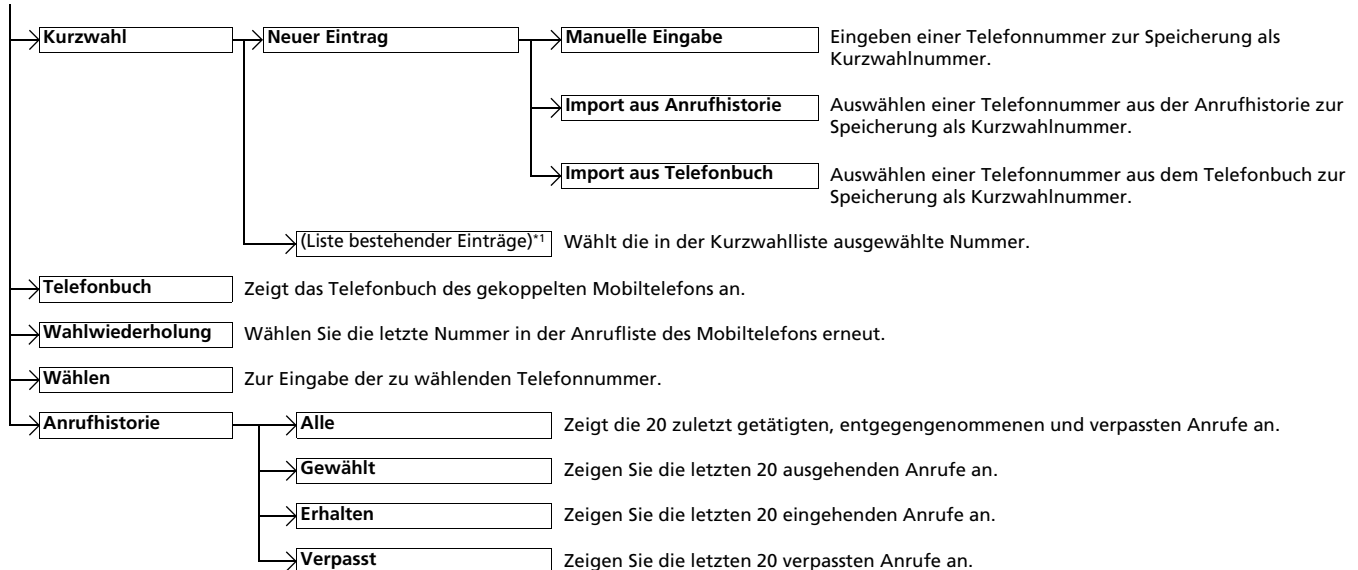 Kurzwahl Neuer Eintrag Manuelle Eingabe Eingeben einer Telefonnummer zur Speicherung als
Kurzwahlnummer.
Import aus Anrufhistorie Auswählen einer Telefonnummer aus der Anrufhistorie zur
Speicherung als Kurzwahlnummer.
Import aus Telefonbuch Auswählen einer Telefonnummer aus dem Telefonbuch zur
Speicherung als Kurzwahlnummer.
(Liste bestehender Einträge)*1 Wählt die in der Kurzwahlliste ausgewählte Nummer.
Telefonbuch Zeigt das Telefonbuch des gekoppelten Mobiltelefons an.
Wahlwiederholung Wählen Sie die letzte Nummer in der Anrufliste des Mobiltelefons erneut.
Wählen Zur Eingabe der zu wählenden Telefonnummer.
Anrufhistorie Alle Zeigt die 20 zuletzt getätigten, entgegengenommenen und verpassten Anrufe an.
Gewählt Zeigen Sie die letzten 20 ausgehenden Anrufe an.
Erhalten Zeigen Sie die letzten 20 eingehenden Anrufe an.
Verpasst Zeigen Sie die letzten 20 verpassten Anrufe an.